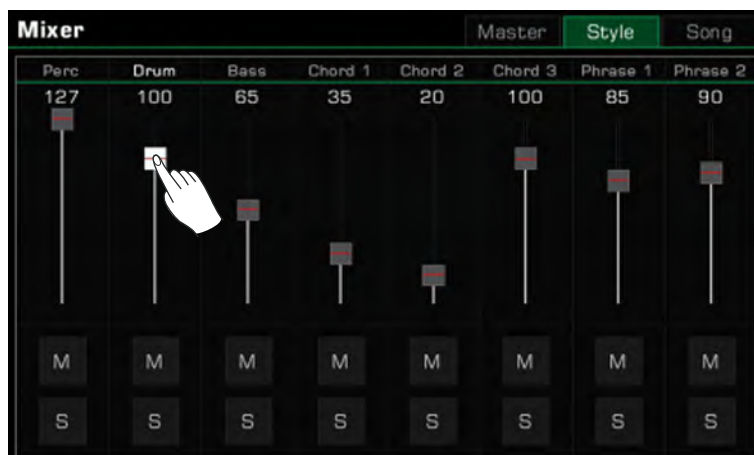 Mixer Master Style Song
Perc Drum Bass Chord 1 Chord 2 Chord 3 Phrase 1 Phrase 2
127 100 65 35 20 100 85 90
M M M M M M M M
S S S S S S S S